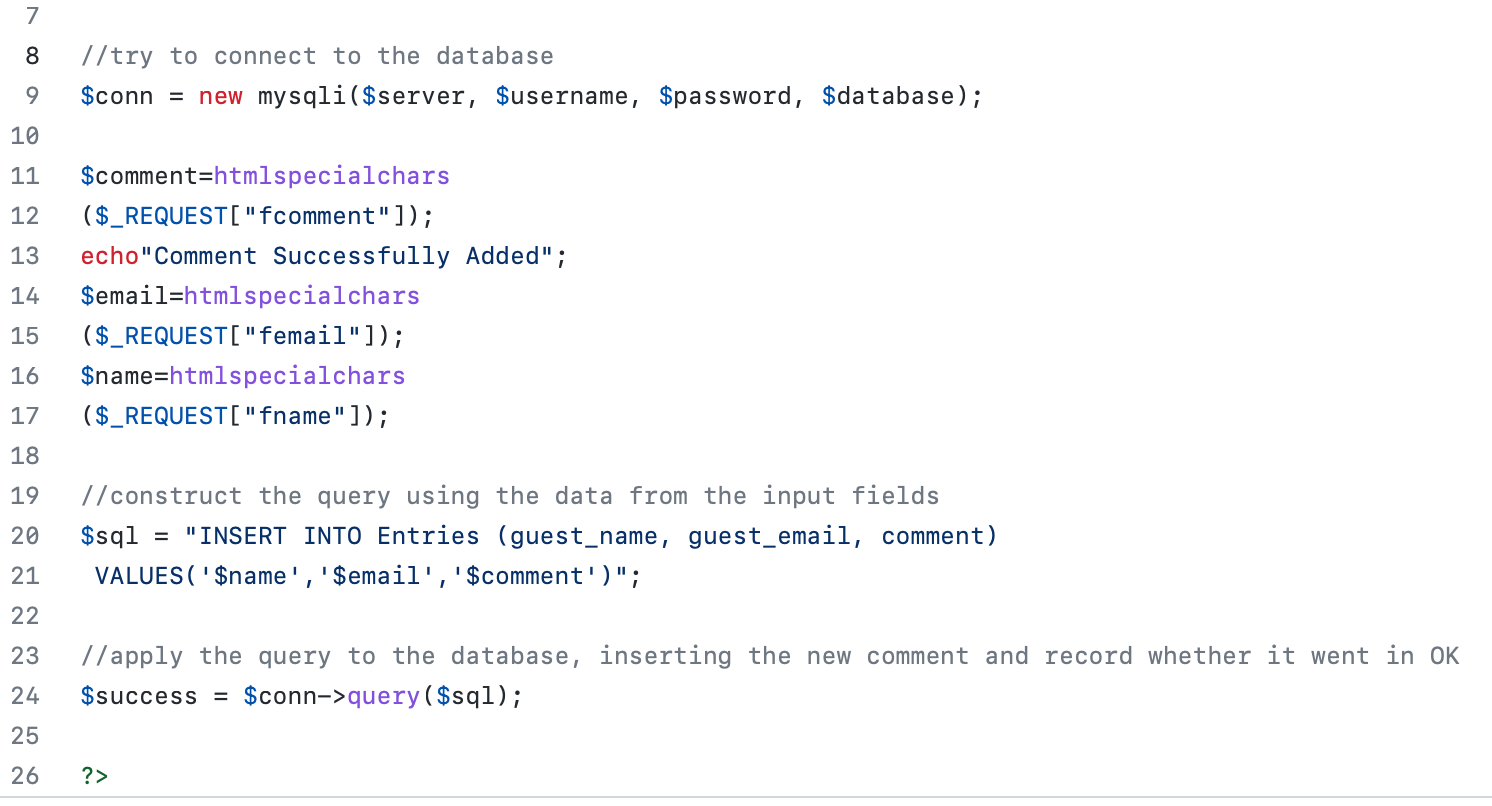 7
8 //try to connect to the database
9 $conn = new mysqli($server, $username, $password, $database);
10
11 $comment=htmlspecialchars
12 ($_REQUEST["fcomment"]);
13 echo"Comment Successfully Added";
14 $email=htmlspecialchars
15 ($_REQUEST["femail"]);
16 $name=htmlspecialchars
17 ($_REQUEST["fname"]);
18
19 //construct the query using the data from the input fields
20 $sql = "INSERT INTO Entries (guest_name, guest_email, comment)
21  VALUES('$name','$email','$comment')";
22
23 //apply the query to the database, inserting the new comment and record whether it went in OK
24 $success = $conn->query($sql);
25
26 ?>